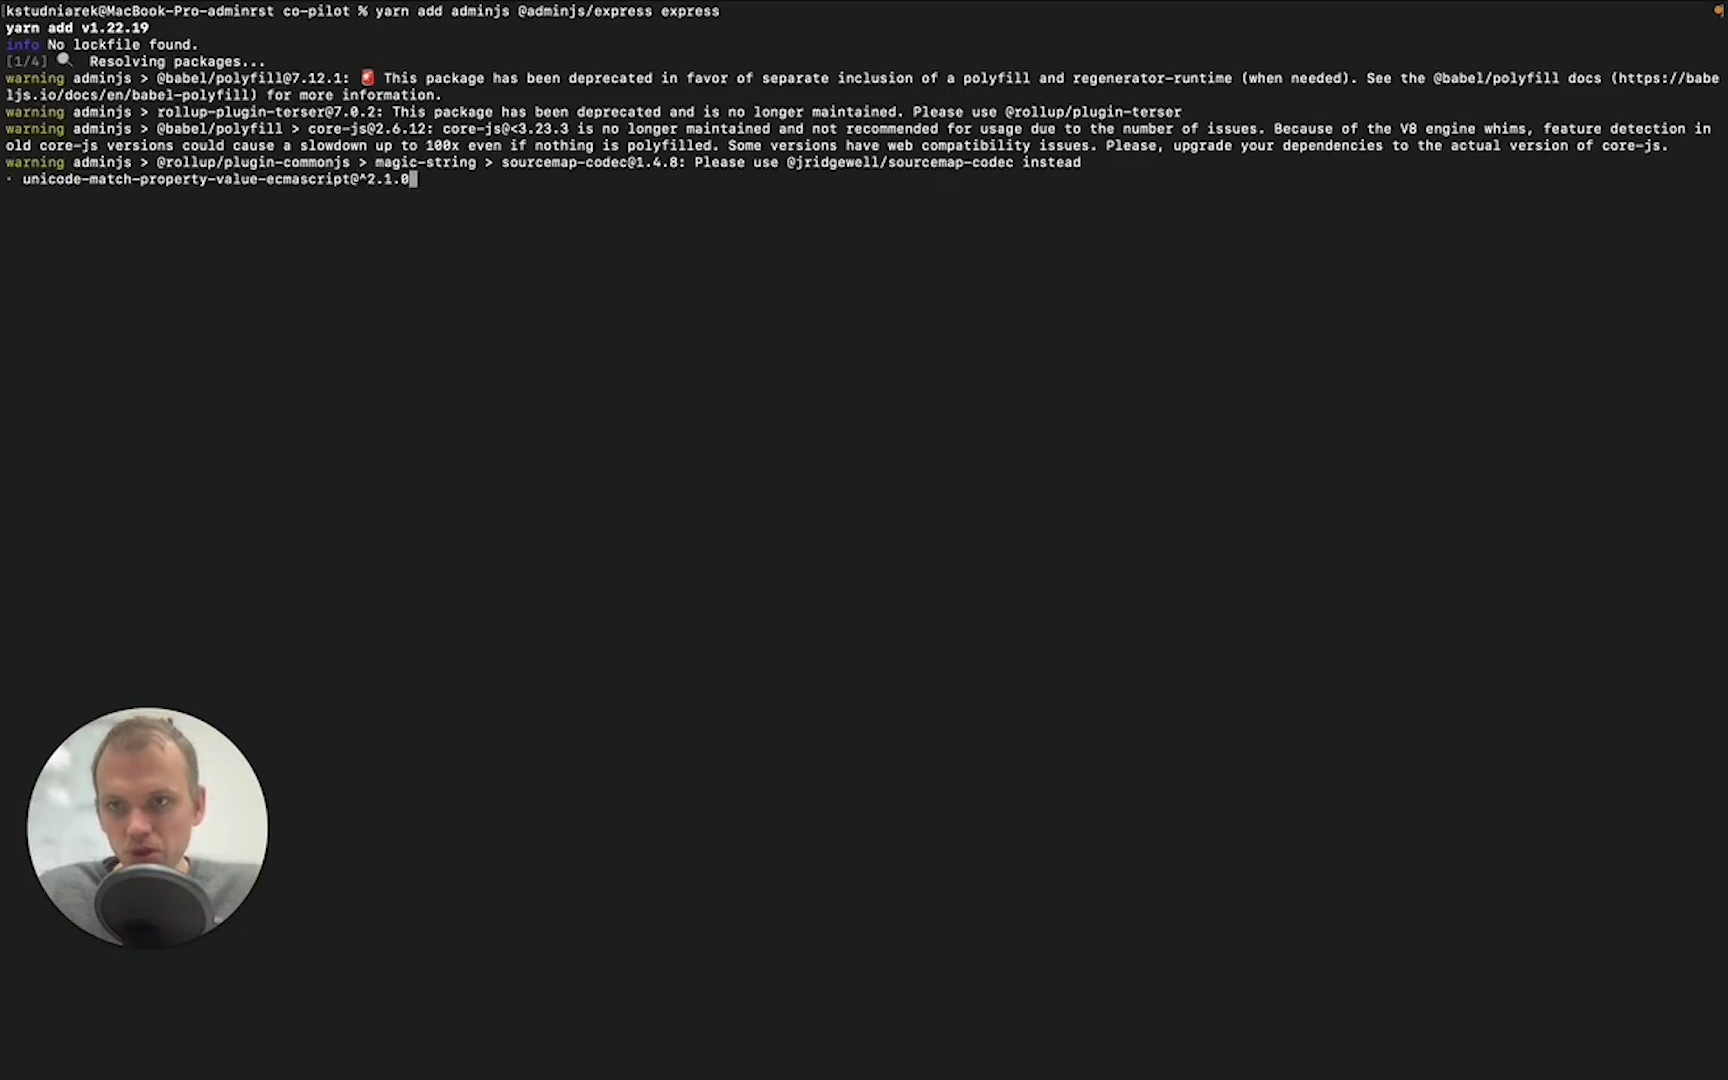 kstudniarek@MacBook-Pro-adminrst co-pilot % yarn add adminjs @adminjs/express express
yarn add v1.22.19
info No lockfile found.
[1/4] 🔍 Resolving packages...
warning adminjs > @babel/polyfill@7.12.1: 🚨 This package has been deprecated in favor of separate inclusion of a polyfill and regenerator-runtime (when needed). See the @babel/polyfill docs (https://babe
ljs.io/docs/en/babel-polyfill) for more information.
warning adminjs > rollup-plugin-terser@7.0.2: This package has been deprecated and is no longer maintained. Please use @rollup/plugin-terser
warning adminjs > @babel/polyfill > core-js@2.6.12: core-js@<3.23.3 is no longer maintained and not recommended for usage due to the number of issues. Because of the V8 engine whims, feature detection in
old core-js versions could cause a slowdown up to 100x even if nothing is polyfilled. Some versions have web compatibility issues. Please, upgrade your dependencies to the actual version of core-js.
warning adminjs > @rollup/plugin-commonjs > magic-string > sourcemap-codec@1.4.8: Please use @jridgewell/sourcemap-codec instead
⠁ unicode-match-property-value-ecmascript@^2.1.0